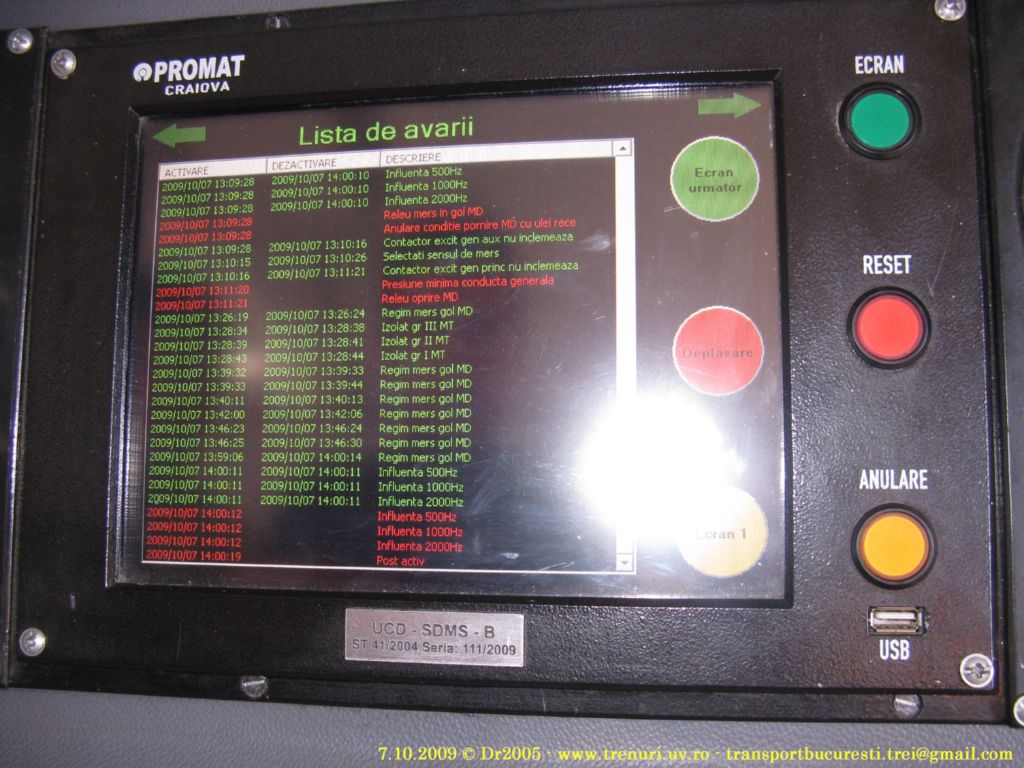 PROMAT
CRAIOVA
Lista de avarii
ACTIVARE DEZACTIVARE DESCRIERE
2009/10/07 13:09:28 2009/10/07 14:00:10 Influenta 500Hz
2009/10/07 13:09:28 2009/10/07 14:00:10 Influenta 1000Hz
2009/10/07 13:09:28 2009/10/07 14:00:10 Influenta 2000Hz
2009/10/07 13:09:28 Releu mers in gol MD
2009/10/07 13:09:28 Anulare conditie pornire MD cu ulei rece
2009/10/07 13:09:28 2009/10/07 13:10:16 Contactor excit gen aux nu inclemeaza
2009/10/07 13:10:15 2009/10/07 13:10:26 Selectati sensul de mers
2009/10/07 13:10:16 2009/10/07 13:11:21 Contactor excit gen princ nu inclemeaza
2009/10/07 13:11:20 Presiune minima conducta generala
2009/10/07 13:11:21 Releu oprire MD
2009/10/07 13:26:19 2009/10/07 13:26:24 Regim mers gol MD
2009/10/07 13:28:34 2009/10/07 13:28:38 Izolat gr III MT
2009/10/07 13:28:39 2009/10/07 13:28:41 Izolat gr II MT
2009/10/07 13:28:43 2009/10/07 13:28:44 Izolat gr I MT
2009/10/07 13:39:32 2009/10/07 13:39:33 Regim mers gol MD
2009/10/07 13:39:33 2009/10/07 13:39:44 Regim mers gol MD
2009/10/07 13:40:11 2009/10/07 13:40:13 Regim mers gol MD
2009/10/07 13:42:00 2009/10/07 13:42:06 Regim mers gol MD
2009/10/07 13:46:23 2009/10/07 13:46:24 Regim mers gol MD
2009/10/07 13:46:25 2009/10/07 13:46:30 Regim mers gol MD
2009/10/07 13:59:06 2009/10/07 14:00:14 Regim mers gol MD
2009/10/07 14:00:11 2009/10/07 14:00:11 Influenta 500Hz
2009/10/07 14:00:11 2009/10/07 14:00:11 Influenta 1000Hz
2009/10/07 14:00:11 2009/10/07 14:00:11 Influenta 2000Hz
2009/10/07 14:00:12 Influenta 500Hz
2009/10/07 14:00:12 Influenta 1000Hz
2009/10/07 14:00:12 Influenta 2000Hz
2009/10/07 14:00:19 Post activ
Ecran
urmator
Deplasare
Ecran 1
ECRAN
RESET
ANULARE
USB
UCD - SDMS - B
ST 41/2004 Seria: 111/2009
7.10.2009 © Dr2005 - www.trenuri.uv.ro - transportbucuresti.trei@gmail.com